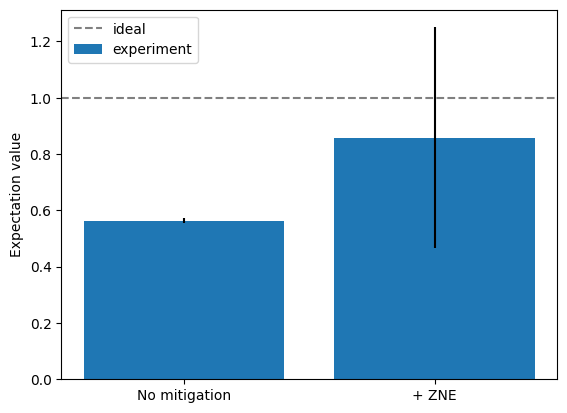 ideal
experiment
Expectation value
1.2
1.0
0.8
0.6
0.4
0.2
0.0
No mitigation
+ ZNE